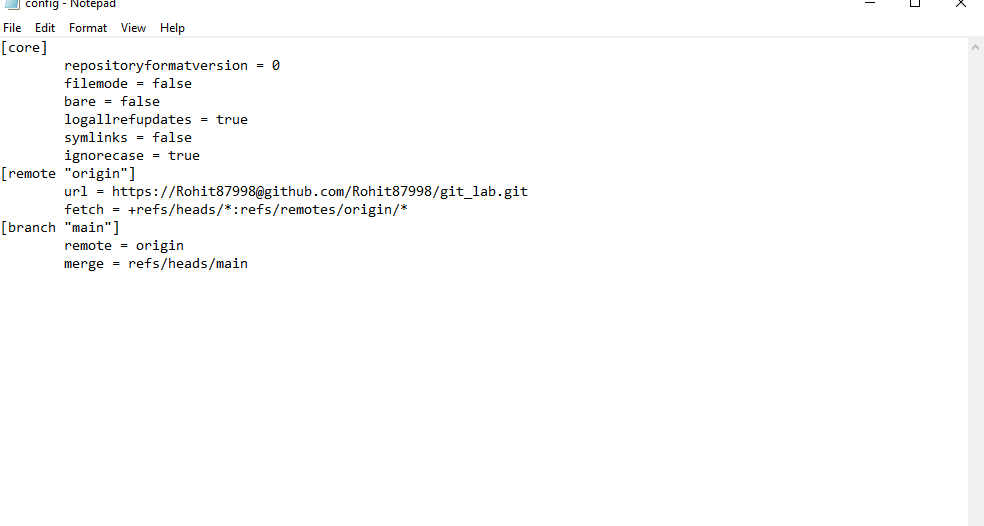 config - Notepad
File Edit Format View Help
[core]
repositoryformatversion = 0
filemode = false
bare = false
logallrefupdates = true
symlinks = false
ignorecase = true
[remote "origin"]
url = https://Rohit87998@github.com/Rohit87998/git_lab.git
fetch = +refs/heads/*:refs/remotes/origin/*
[branch "main"]
remote = origin
merge = refs/heads/main